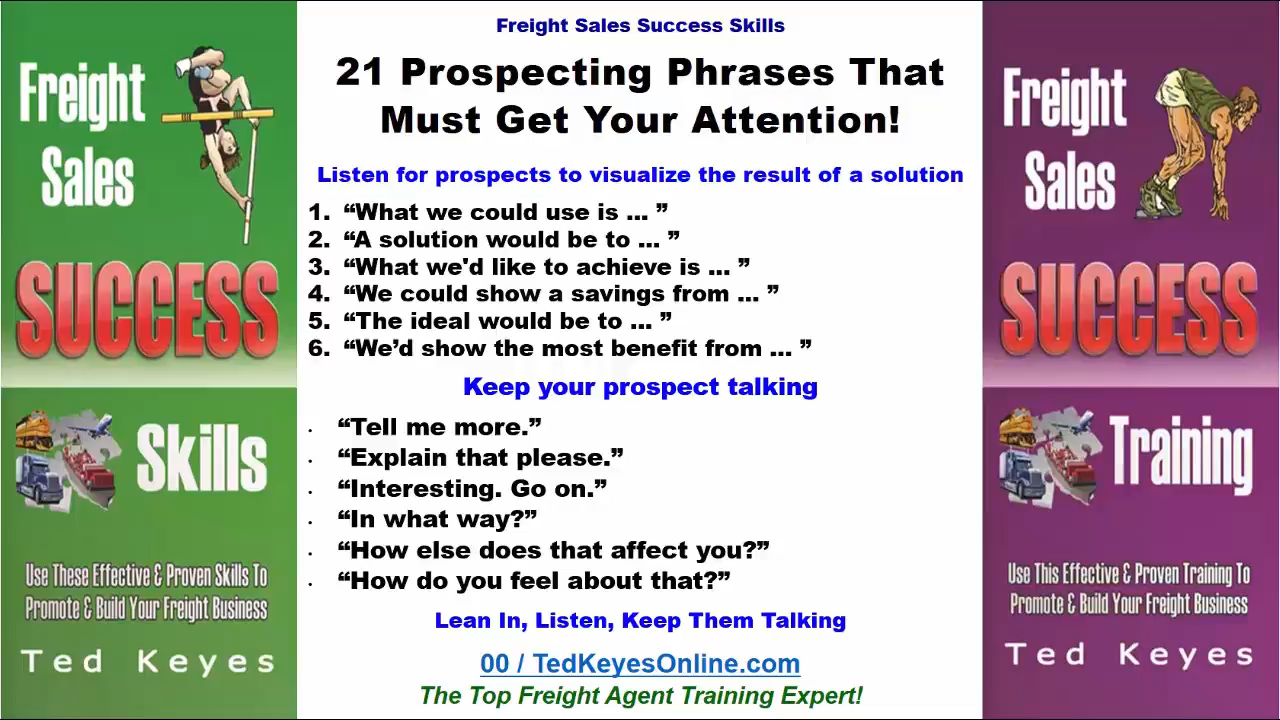 Freight Sales Success Skills
21 Prospecting Phrases That
Must Get Your Attention!
Listen for prospects to visualize the result of a solution
1. “What we could use is ... ”
2. “A solution would be to ... ”
3. “What we'd like to achieve is ... ”
4. “We could show a savings from ... ”
5. “The ideal would be to ... ”
6. “We’d show the most benefit from ... ”
Keep your prospect talking
· “Tell me more.”
· “Explain that please.”
· “Interesting. Go on.”
· “In what way?”
· “How else does that affect you?”
· “How do you feel about that?”
Lean In, Listen, Keep Them Talking
00 / TedKeyesOnline.com
The Top Freight Agent Training Expert!
Freight
Sales
SUCCESS
Skills
Use These Effective & Proven Skills To
Promote & Build Your Freight Business
Ted Keyes
Freight
Sales
SUCCESS
Training
Use This Effective & Proven Training To
Promote & Build Your Freight Business
Ted Keyes